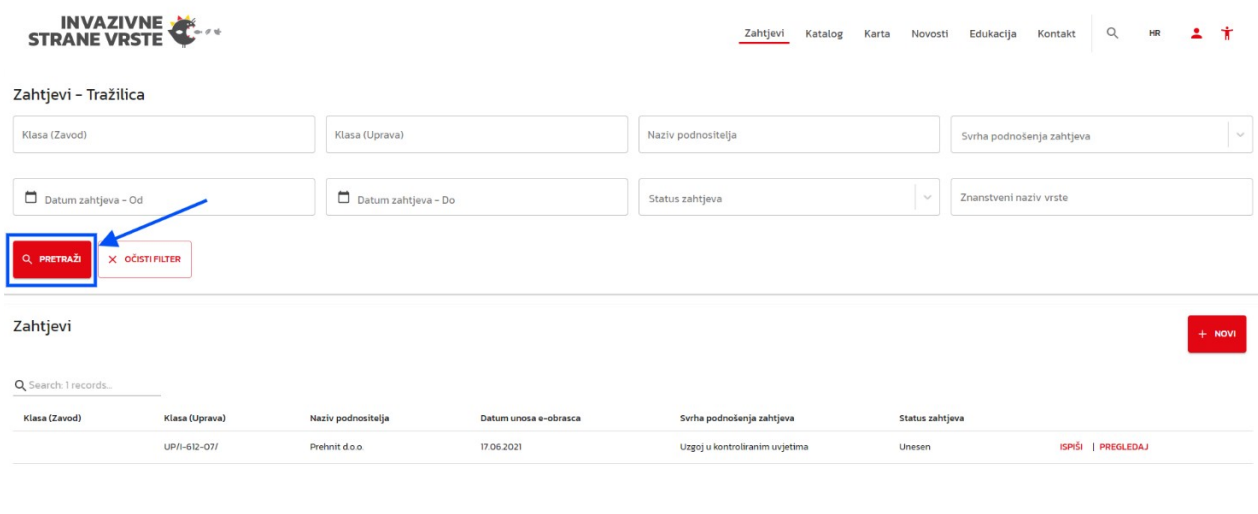 INVAZIVNE
STRANE VRSTE
Zahtjevi Katalog Karta Novosti Edukacija Kontakt HR
Zahtjevi - Tražilica
Klasa (Zavod) Klasa (Uprava) Naziv podnositelja Svrha podnošenja zahtjeva
Datum zahtjeva - Od Datum zahtjeva - Do Status zahtjeva Znanstveni naziv vrste
PRETRAŽI OČISTI FILTER
Zahtjevi
+ NOVI
Search: 1 records...
Klasa (Zavod) Klasa (Uprava) Naziv podnositelja Datum unosa e-obrasca Svrha podnošenja zahtjeva Status zahtjeva
UP/I-612-07/ Prehnit d.o.o. 17.06.2021 Uzgoj u kontroliranim uvjetima Unesen ISPIŠI | PREGLEDAJ